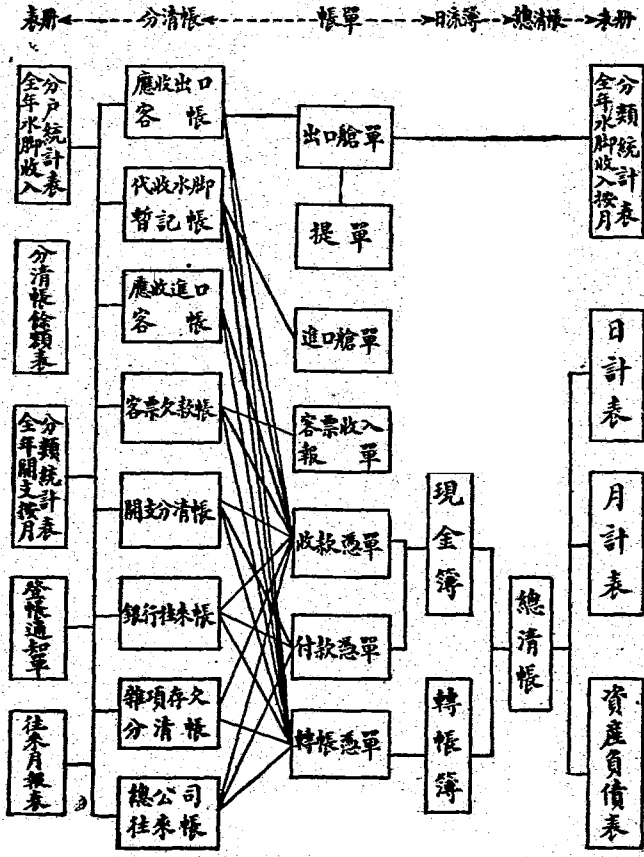 表册 分清帳 帳單 日流簿 總清帳 表册
全年水脚收入
分户統計表
分清帳餘額表
全年開支按月
分類統計表
登帳通知單
往来月報表
應收出口
客帳
代收水脚
暫記帳
應收進口
客帳
客票欠款帳
開支分清帳
銀行往來帳
雜項存欠
分清帳
總公司
往來帳
出口艙單
提單
進口艙單
客票收入
報單
收款憑單
付款憑單
轉帳憑單
現金簿
轉帳簿
總清帳
全年水脚收入按月
分類統計表
日計表
月計表
資產負債表